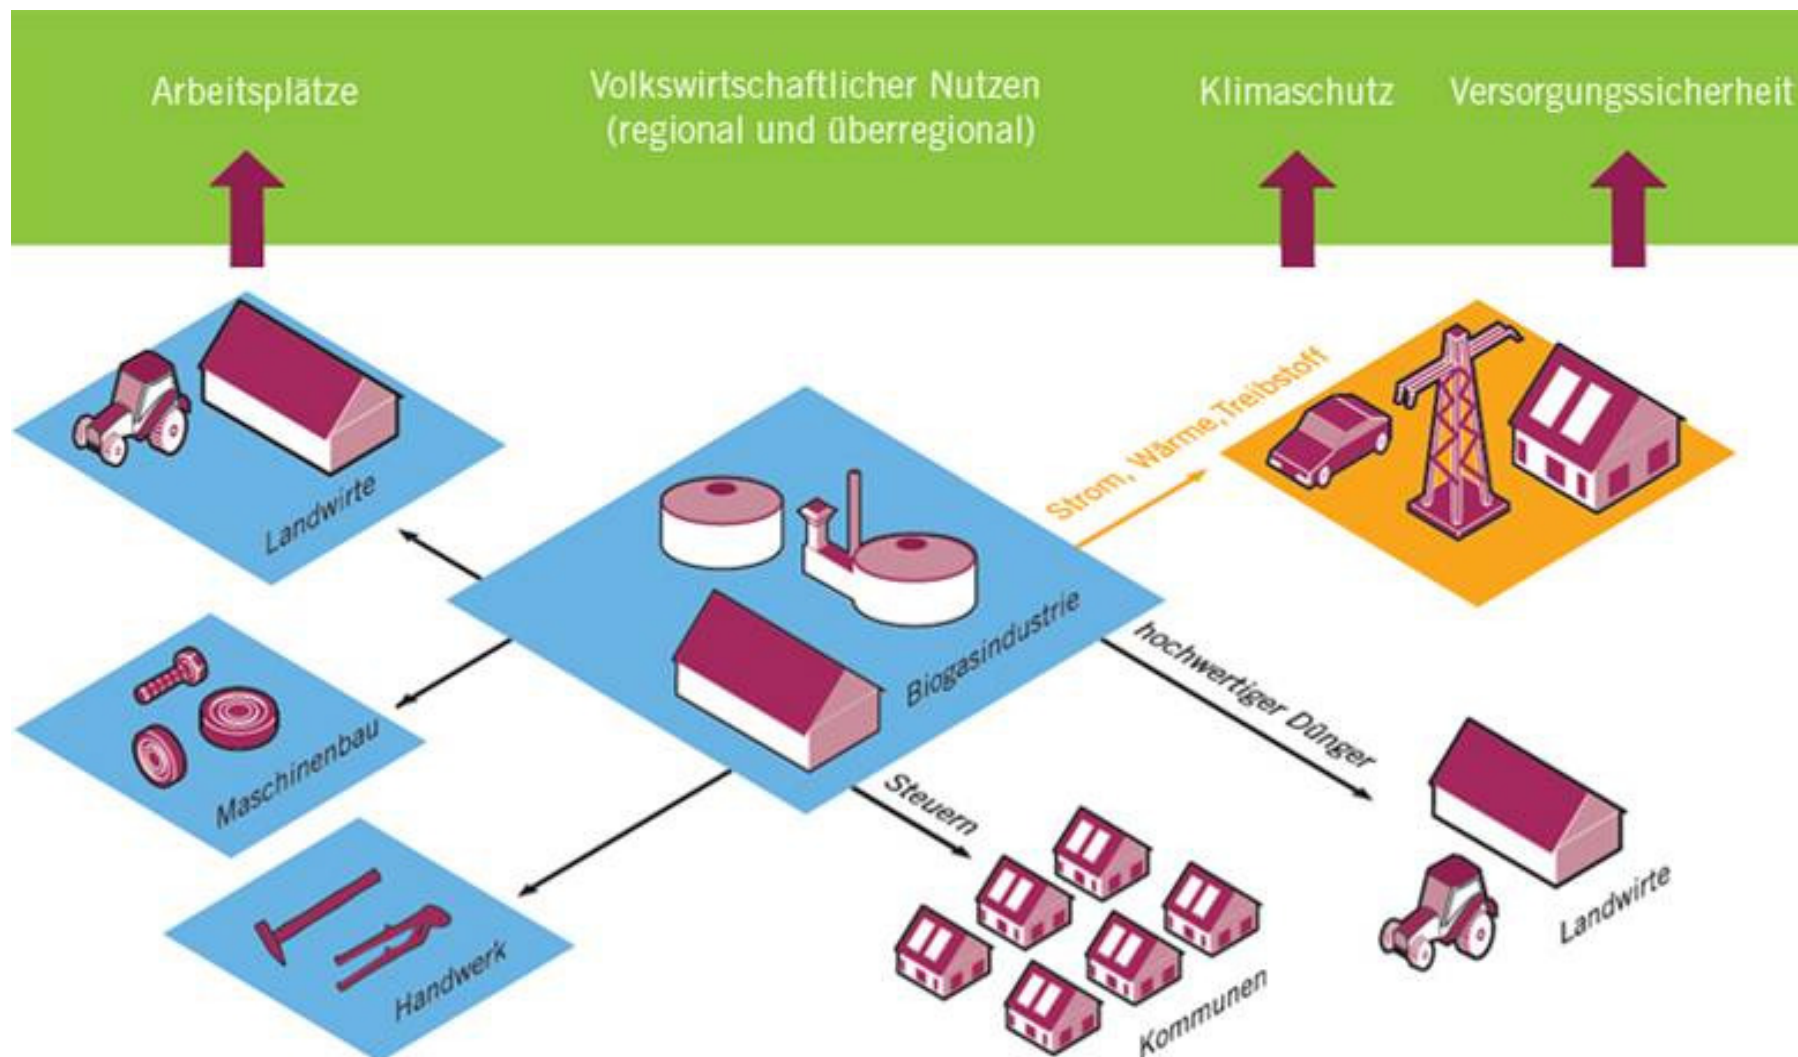 Arbeitsplätze
Volkswirtschaftlicher Nutzen
(regional und überregional)
Klimaschutz
Versorgungssicherheit
Landwirte
Strom, Wärme,Treibstoff
Biogasindustrie
Maschinenbau
hochwertiger Dünger
Steuern
Landwirte
Handwerk
Kommunen